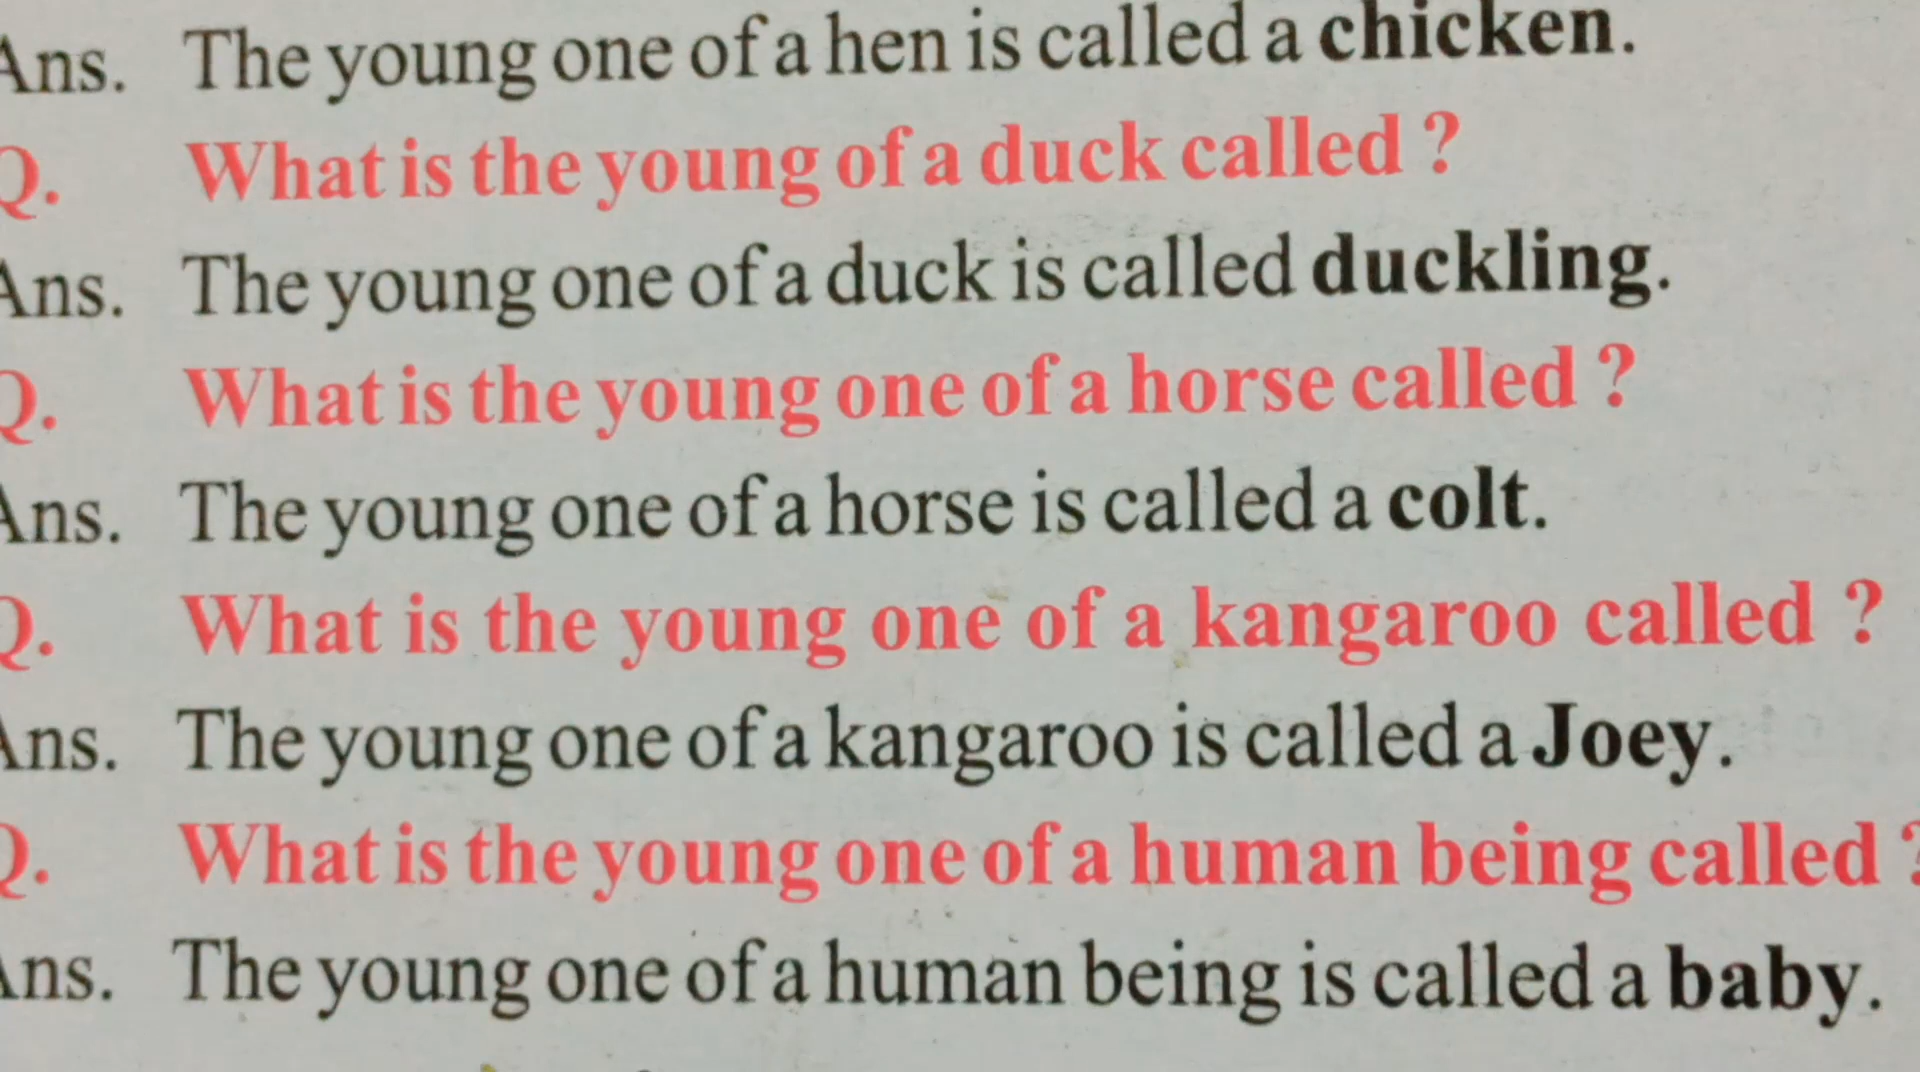 Ans. The young one of a hen is called a chicken.
Q. What is the young of a duck called ?
Ans. The young one of a duck is called duckling.
Q. What is the young one of a horse called ?
Ans. The young one of a horse is called a colt.
Q. What is the young one of a kangaroo called ?
Ans. The young one of a kangaroo is called a Joey.
Q. What is the young one of a human being called ?
Ans. The young one of a human being is called a baby.